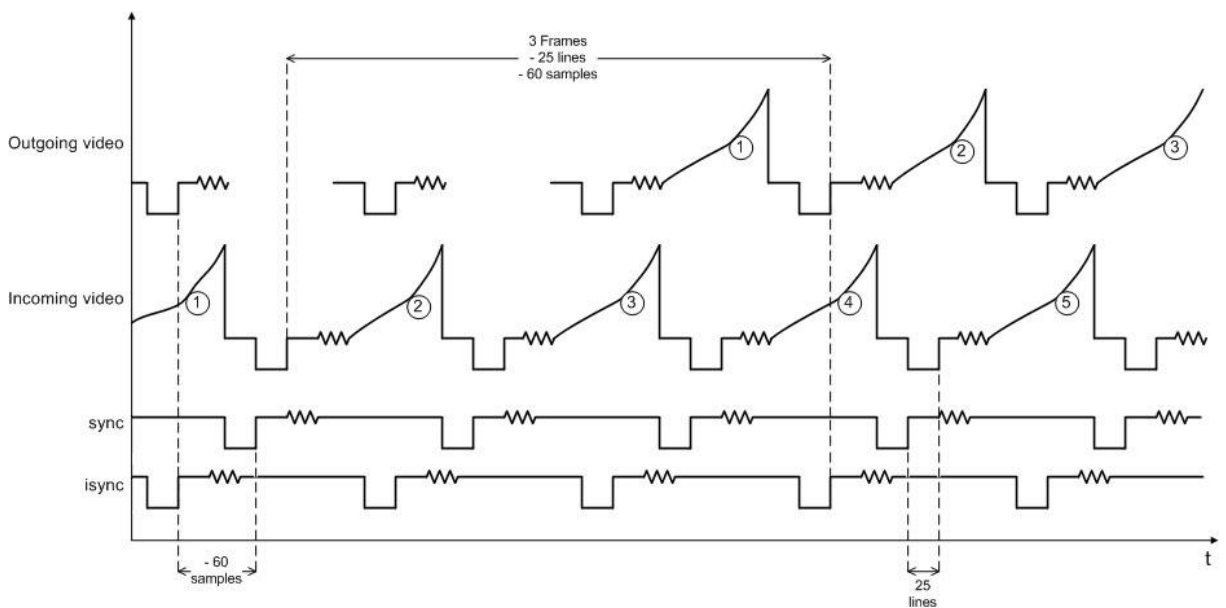 3 Frames
- 25 lines
- 60 samples
Outgoing video
1
2
3
Incoming video
1
2
3
4
5
sync
isync
t
- 60
samples
25
lines